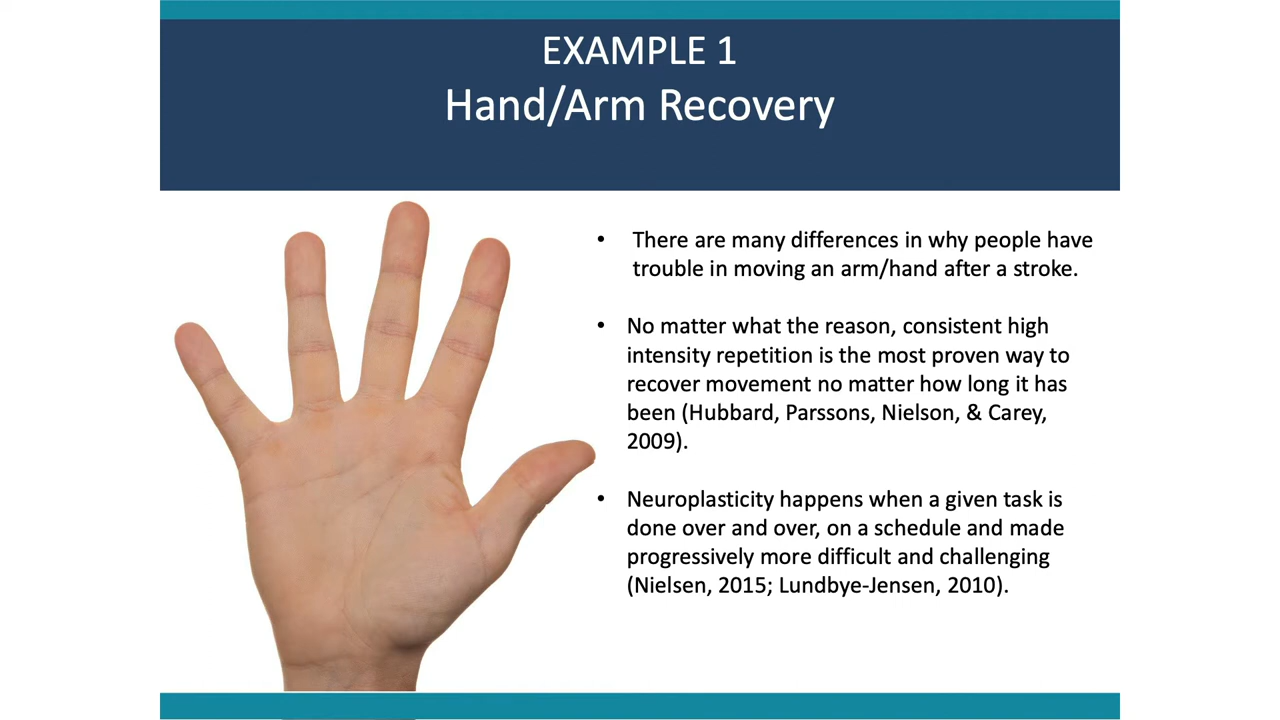 EXAMPLE 1
Hand/Arm Recovery
• There are many differences in why people have
trouble in moving an arm/hand after a stroke.
• No matter what the reason, consistent high
intensity repetition is the most proven way to
recover movement no matter how long it has
been (Hubbard, Parssons, Nielson, & Carey,
2009).
• Neuroplasticity happens when a given task is
done over and over, on a schedule and made
progressively more difficult and challenging
(Nielsen, 2015; Lundbye-Jensen, 2010).